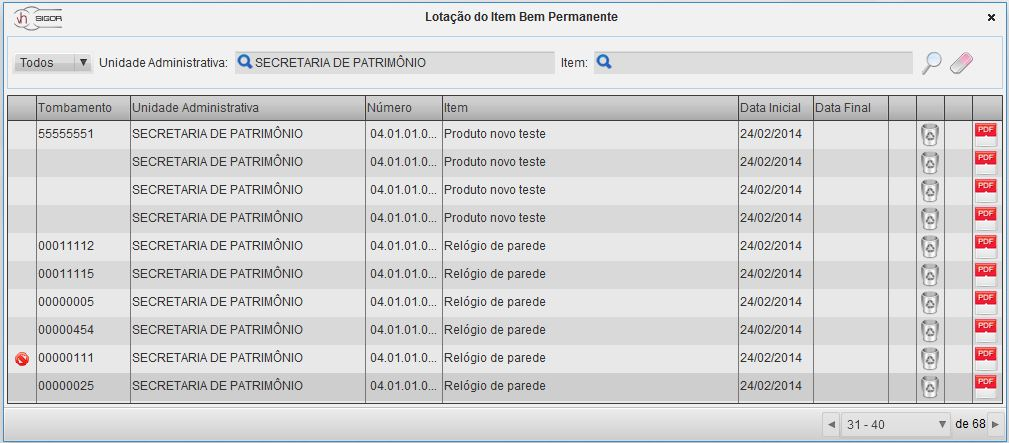 vh SIGOR
Lotação do Item Bem Permanente
Todos Unidade Administrativa: SECRETARIA DE PATRIMÔNIO Item:
Tombamento Unidade Administrativa Número Item Data Inicial Data Final
55555551 SECRETARIA DE PATRIMÔNIO 04.01.01.0... Produto novo teste 24/02/2014 PDF
SECRETARIA DE PATRIMÔNIO 04.01.01.0... Produto novo teste 24/02/2014 PDF
SECRETARIA DE PATRIMÔNIO 04.01.01.0... Produto novo teste 24/02/2014 PDF
SECRETARIA DE PATRIMÔNIO 04.01.01.0... Produto novo teste 24/02/2014 PDF
00011112 SECRETARIA DE PATRIMÔNIO 04.01.01.0... Relógio de parede 24/02/2014 PDF
00011115 SECRETARIA DE PATRIMÔNIO 04.01.01.0... Relógio de parede 24/02/2014 PDF
00000005 SECRETARIA DE PATRIMÔNIO 04.01.01.0... Relógio de parede 24/02/2014 PDF
00000454 SECRETARIA DE PATRIMÔNIO 04.01.01.0... Relógio de parede 24/02/2014 PDF
00000111 SECRETARIA DE PATRIMÔNIO 04.01.01.0... Relógio de parede 24/02/2014 PDF
00000025 SECRETARIA DE PATRIMÔNIO 04.01.01.0... Relógio de parede 24/02/2014 PDF
31 - 40 de 68